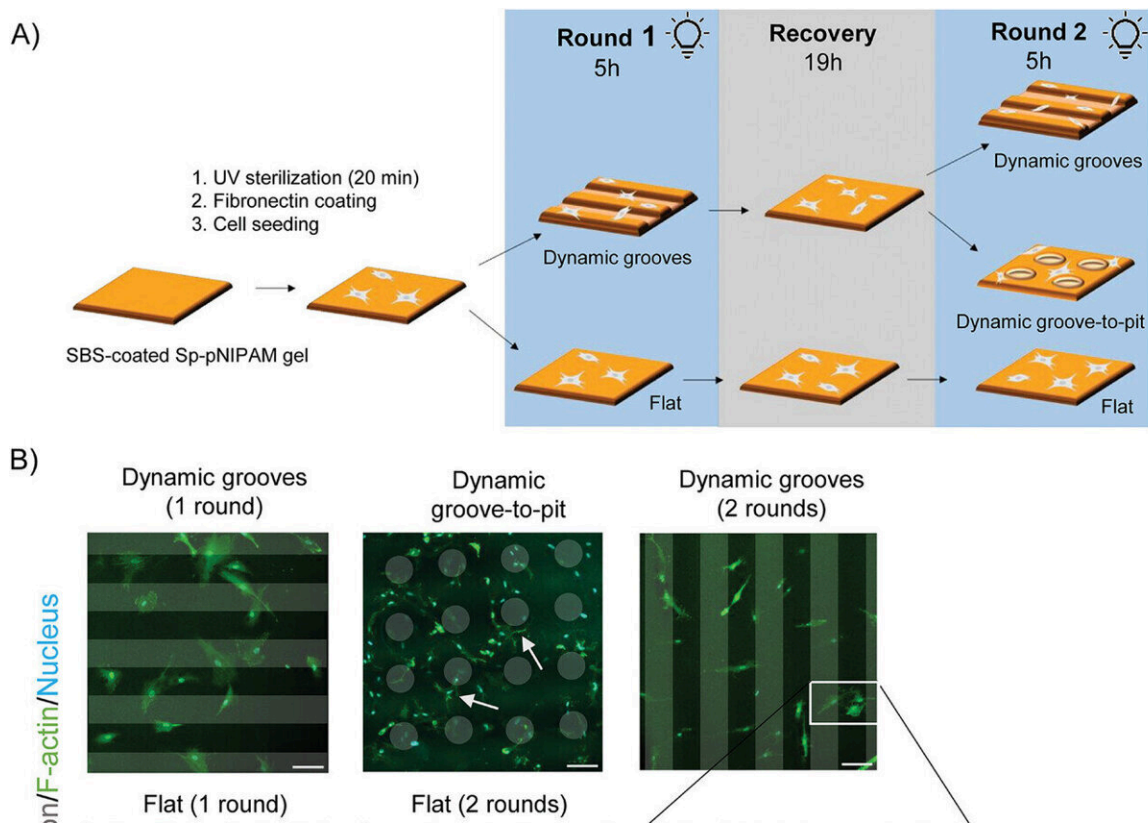 A)
Round 1
5h
Recovery
19h
Round 2
5h
1. UV sterilization (20 min)
2. Fibronectin coating
3. Cell seeding
SBS-coated Sp-pNIPAM gel
Dynamic grooves
Flat
Dynamic grooves
Dynamic groove-to-pit
Flat
B)
Dynamic grooves
(1 round)
Dynamic
groove-to-pit
Dynamic grooves
(2 rounds)
/F-actin/Nucleus
Flat (1 round)
Flat (2 rounds)